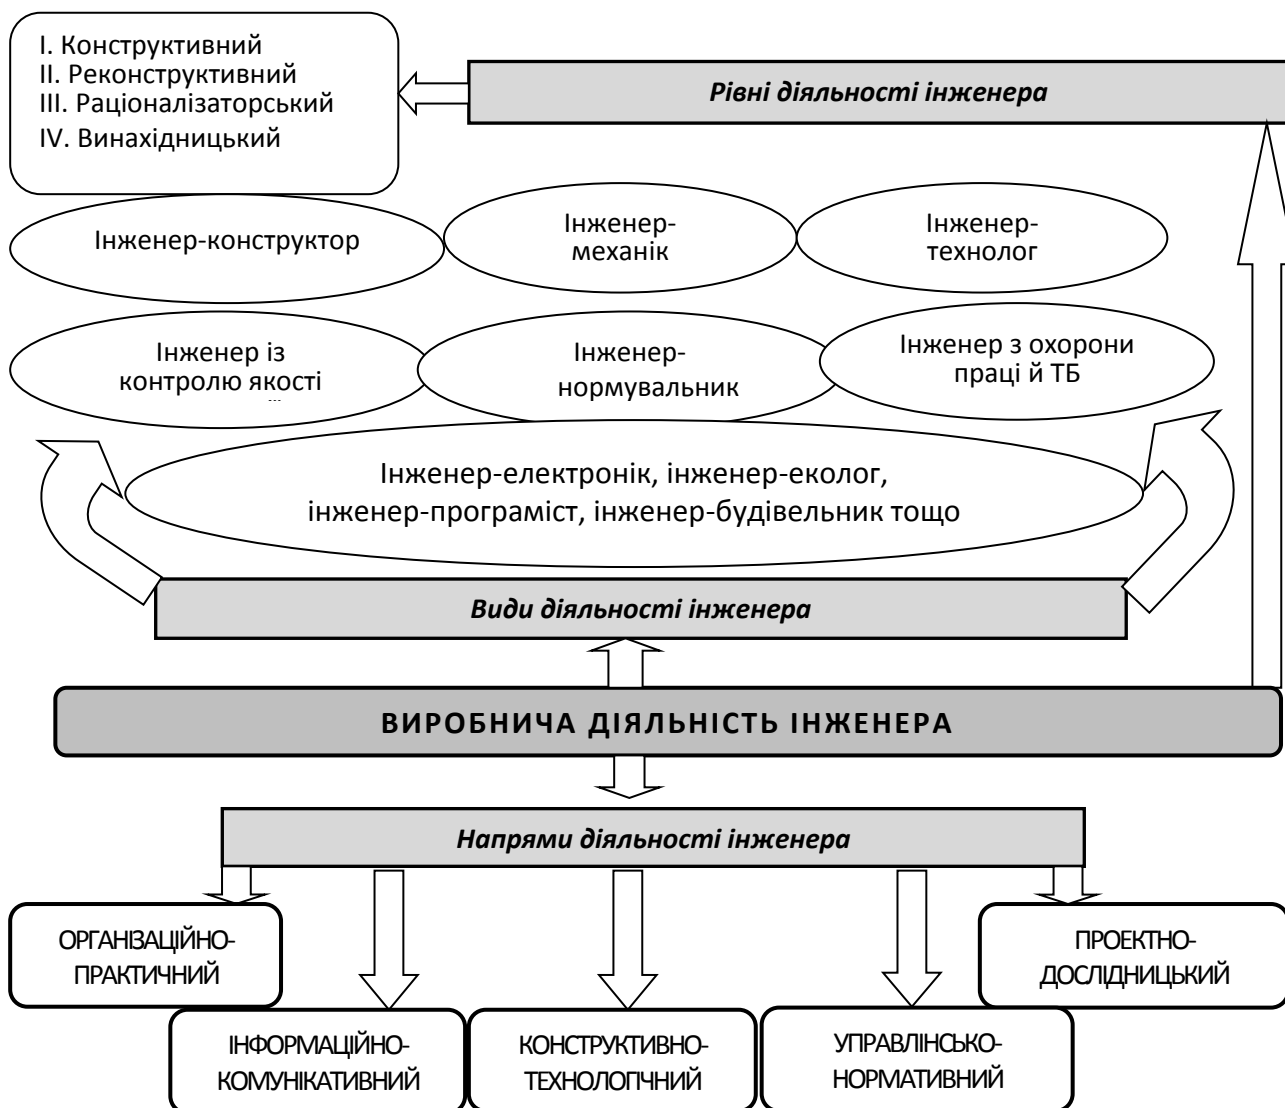 I. Конструктивний
II. Реконструктивний
III. Раціоналізаторський
IV. Винахідницький
Рівні діяльності інженера
Інженер-конструктор
Інженер-
механік
Інженер-
технолог
Інженер із
контролю якості
Інженер-
нормувальник
Інженер з охорони
праці й ТБ
Інженер-електронік, інженер-еколог,
інженер-програміст, інженер-будівельник тощо
Види діяльності інженера
ВИРОБНИЧА ДІЯЛЬНІСТЬ ІНЖЕНЕРА
Напрями діяльності інженера
ОРГАНІЗАЦІЙНО-
ПРАКТИЧНИЙ
ПРОЕКТНО-
ДОСЛІДНИЦЬКИЙ
ІНФОРМАЦІЙНО-
КОМУНІКАТИВНИЙ
КОНСТРУКТИВНО-
ТЕХНОЛОГІЧНИЙ
УПРАВЛІНСЬКО-
НОРМАТИВНИЙ